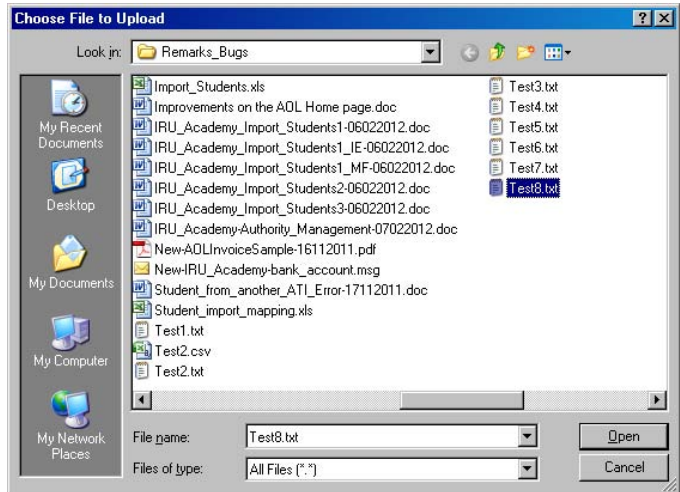 Choose File to Upload
Look in:
Remarks_Bugs
My Recent
Documents
Desktop
My Documents
My Computer
My Network
Places
Import_Students.xls
Improvements on the AOL Home page.doc
IRU_Academy_Import_Students1-06022012.doc
IRU_Academy_Import_Students1_IE-06022012.doc
IRU_Academy_Import_Students1_MF-06022012.doc
IRU_Academy_Import_Students2-06022012.doc
IRU_Academy_Import_Students3-06022012.doc
IRU_Academy-Authority_Management-07022012.doc
New-AOLInvoiceSample-16112011.pdf
New-IRU_Academy-bank_account.msg
Student_from_another_ATI_Error-17112011.doc
Student_import_mapping.xls
Test1.txt
Test2.csv
Test2.txt
Test3.txt
Test4.txt
Test5.txt
Test6.txt
Test7.txt
Test8.txt
File name:
Test8.txt
Open
Files of type:
All Files (*.*)
Cancel